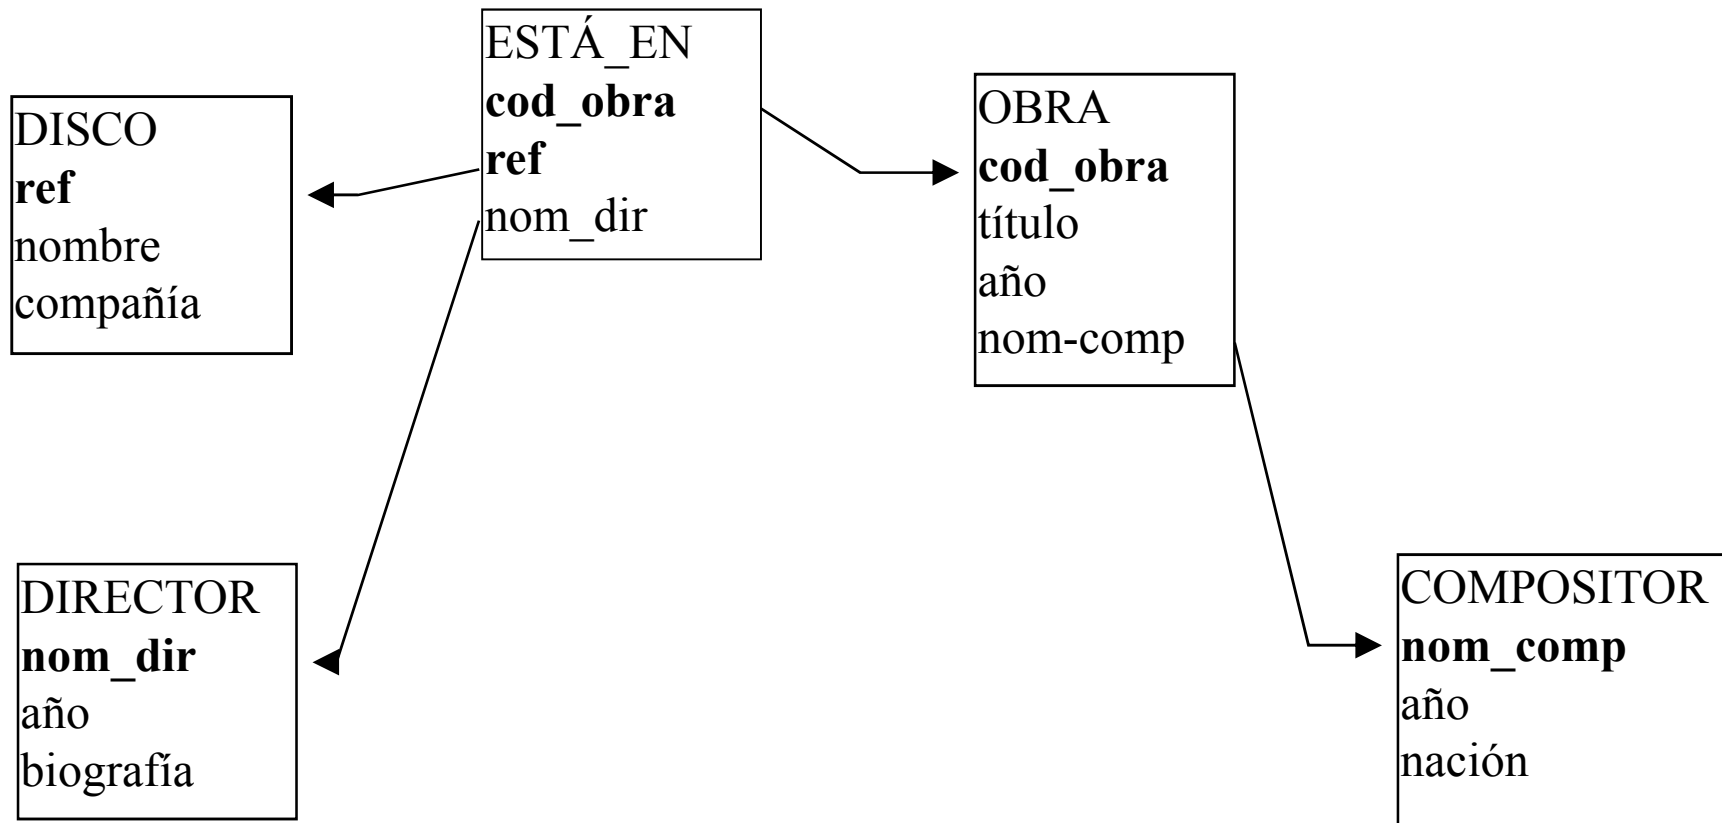 DISCO
ref
nombre
compañía
ESTÁ_EN
cod_obra
ref
nom_dir
OBRA
cod_obra
título
año
nom-comp
DIRECTOR
nom_dir
año
biografía
COMPOSITOR
nom_comp
año
nación